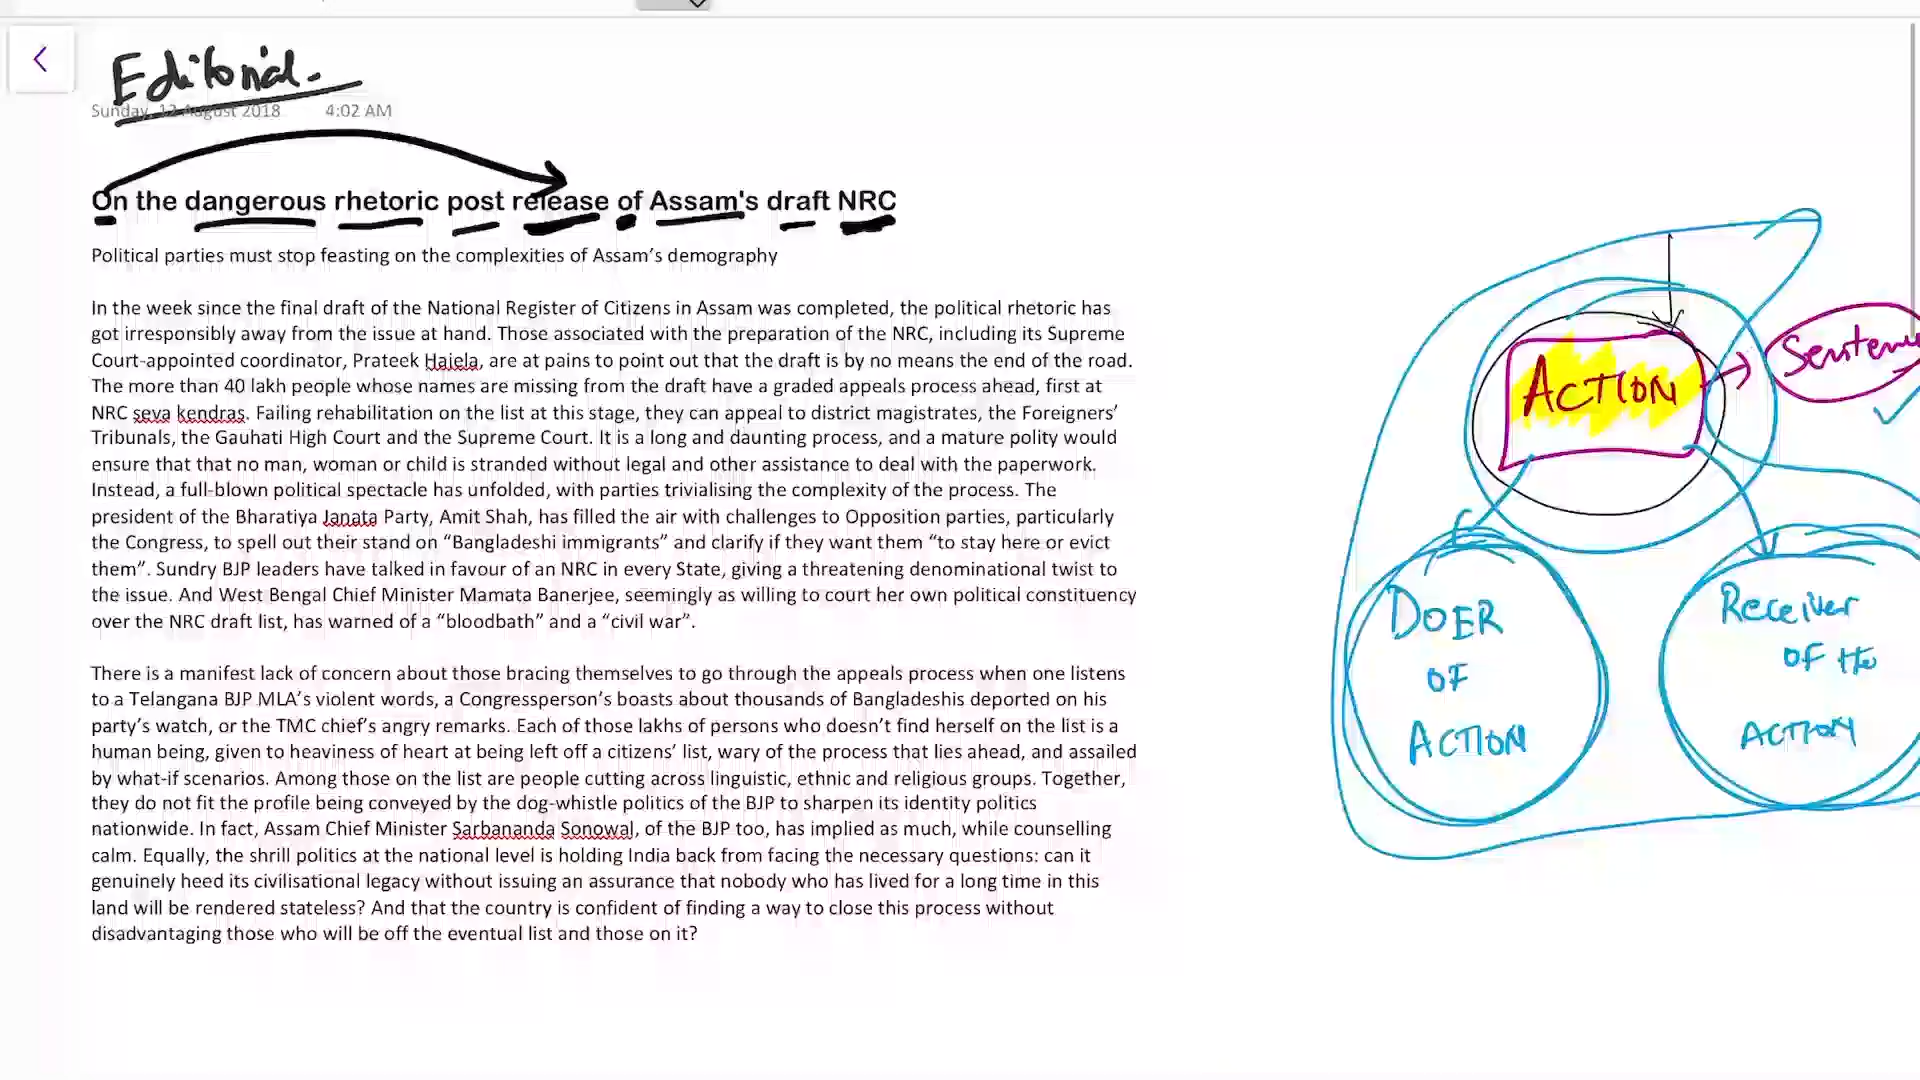 Editorial.
Sunday, 12 August 2018 4:02 AM
On the dangerous rhetoric post release of Assam's draft NRC
Political parties must stop feasting on the complexities of Assam’s demography
In the week since the final draft of the National Register of Citizens in Assam was completed, the political rhetoric has
got irresponsibly away from the issue at hand. Those associated with the preparation of the NRC, including its Supreme
Court-appointed coordinator, Prateek Hajela, are at pains to point out that the draft is by no means the end of the road.
The more than 40 lakh people whose names are missing from the draft have a graded appeals process ahead, first at
NRC seva kendras. Failing rehabilitation on the list at this stage, they can appeal to district magistrates, the Foreigners’
Tribunals, the Gauhati High Court and the Supreme Court. It is a long and daunting process, and a mature polity would
ensure that that no man, woman or child is stranded without legal and other assistance to deal with the paperwork.
Instead, a full-blown political spectacle has unfolded, with parties trivialising the complexity of the process. The
president of the Bharatiya Janata Party, Amit Shah, has filled the air with challenges to Opposition parties, particularly
the Congress, to spell out their stand on “Bangladeshi immigrants” and clarify if they want them “to stay here or evict
them”. Sundry BJP leaders have talked in favour of an NRC in every State, giving a threatening denominational twist to
the issue. And West Bengal Chief Minister Mamata Banerjee, seemingly as willing to court her own political constituency
over the NRC draft list, has warned of a “bloodbath” and a “civil war”.
There is a manifest lack of concern about those bracing themselves to go through the appeals process when one listens
to a Telangana BJP MLA’s violent words, a Congressperson’s boasts about thousands of Bangladeshis deported on his
party’s watch, or the TMC chief’s angry remarks. Each of those lakhs of persons who doesn’t find herself on the list is a
human being, given to heaviness of heart at being left off a citizens’ list, wary of the process that lies ahead, and assailed
by what-if scenarios. Among those on the list are people cutting across linguistic, ethnic and religious groups. Together,
they do not fit the profile being conveyed by the dog-whistle politics of the BJP to sharpen its identity politics
nationwide. In fact, Assam Chief Minister Sarbananda Sonowal, of the BJP too, has implied as much, while counselling
calm. Equally, the shrill politics at the national level is holding India back from facing the necessary questions: can it
genuinely heed its civilisational legacy without issuing an assurance that nobody who has lived for a long time in this
land will be rendered stateless? And that the country is confident of finding a way to close this process without
disadvantaging those who will be off the eventual list and those on it?
ACTION
DOER
OF
ACTION
Receiver
OF the
ACTION